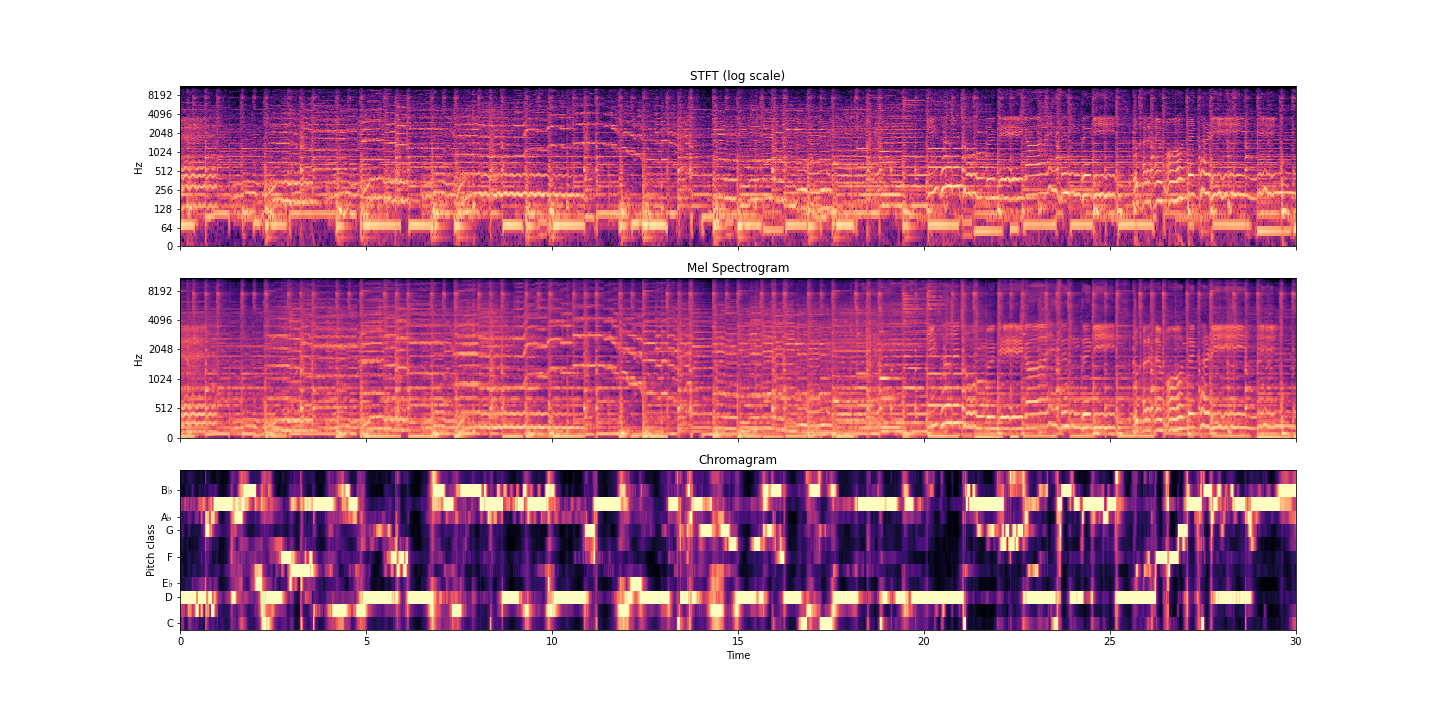 STFT (log scale)
8192
4096
2048
1024
512
256
128
64
0
Hz
Mel Spectrogram
8192
4096
2048
1024
512
0
Hz
Chromagram
B♭
A♭
G
F
E♭
D
C
Pitch class
0 5 10 15 20 25 30
Time